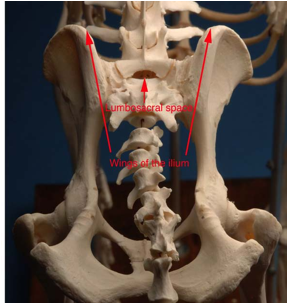 Lumbosacral space
Wings of the ilium